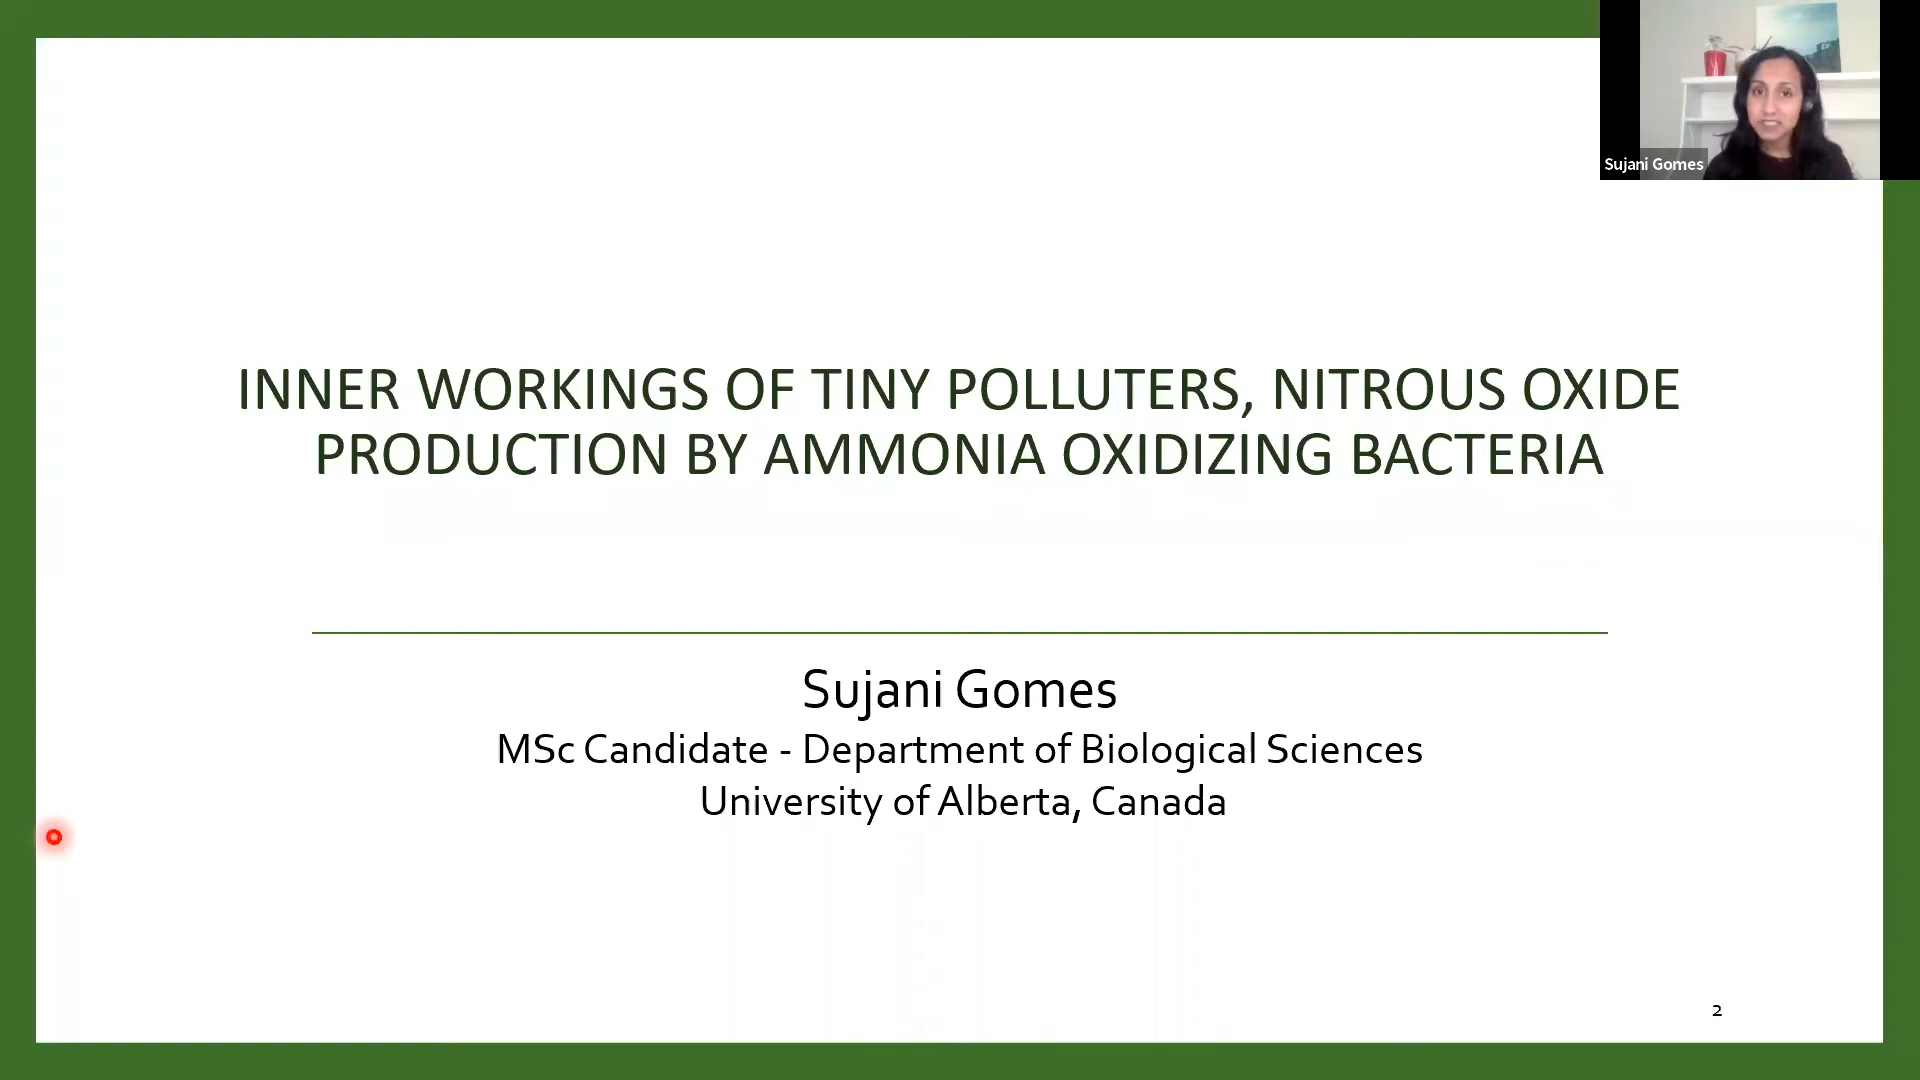 Sujani Gomes
INNER WORKINGS OF TINY POLLUTERS, NITROUS OXIDE
PRODUCTION BY AMMONIA OXIDIZING BACTERIA
Sujani Gomes
MSc Candidate - Department of Biological Sciences
University of Alberta, Canada
2